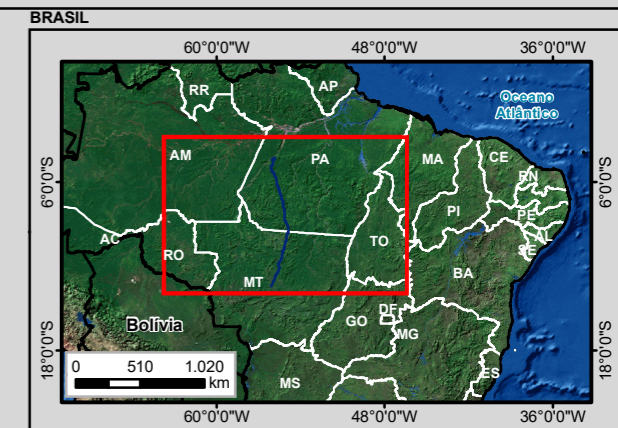 BRASIL
60°0'0"W 48°0'0"W 36°0'0"W
RR
AP
Oceano
Atlântico
AM
PA
MA
CE
RN
6°0'0"S
6°0'0"S
PI
PE
AC
RO
TO
AL
SE
MT
BA
Bolívia
GO
DF
MG
18°0'0"S
18°0'0"S
0 510 1.020
km
MS
ES
60°0'0"W 48°0'0"W 36°0'0"W